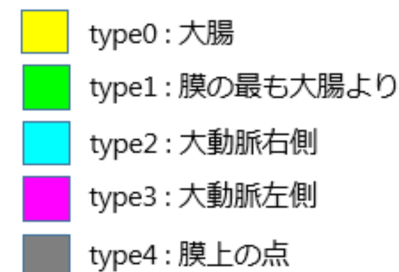 type0 : 大腸
type1 : 膜の最も大腸より
type2 : 大動脈右側
type3 : 大動脈左側
type4 : 膜上の点